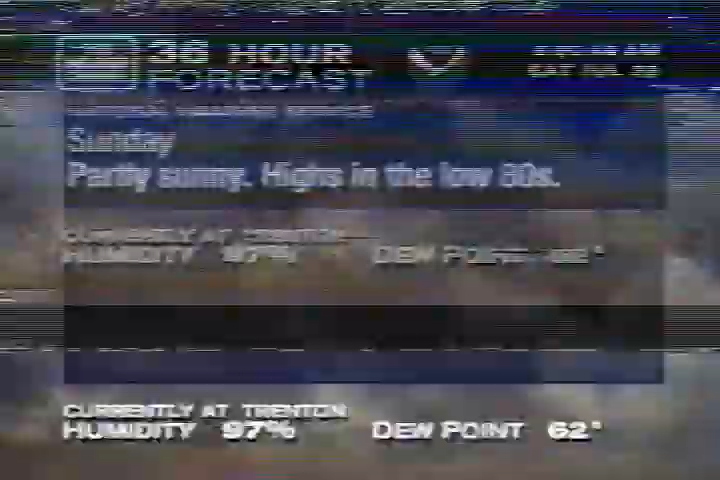 36 HOUR
FORECAST
Sunday
Partly sunny. Highs in the low 80s.
CURRENTLY AT TRENTON
HUMIDITY 97% DEW POINT 62°
CURRENTLY AT TRENTON
HUMIDITY 97% DEW POINT 62°